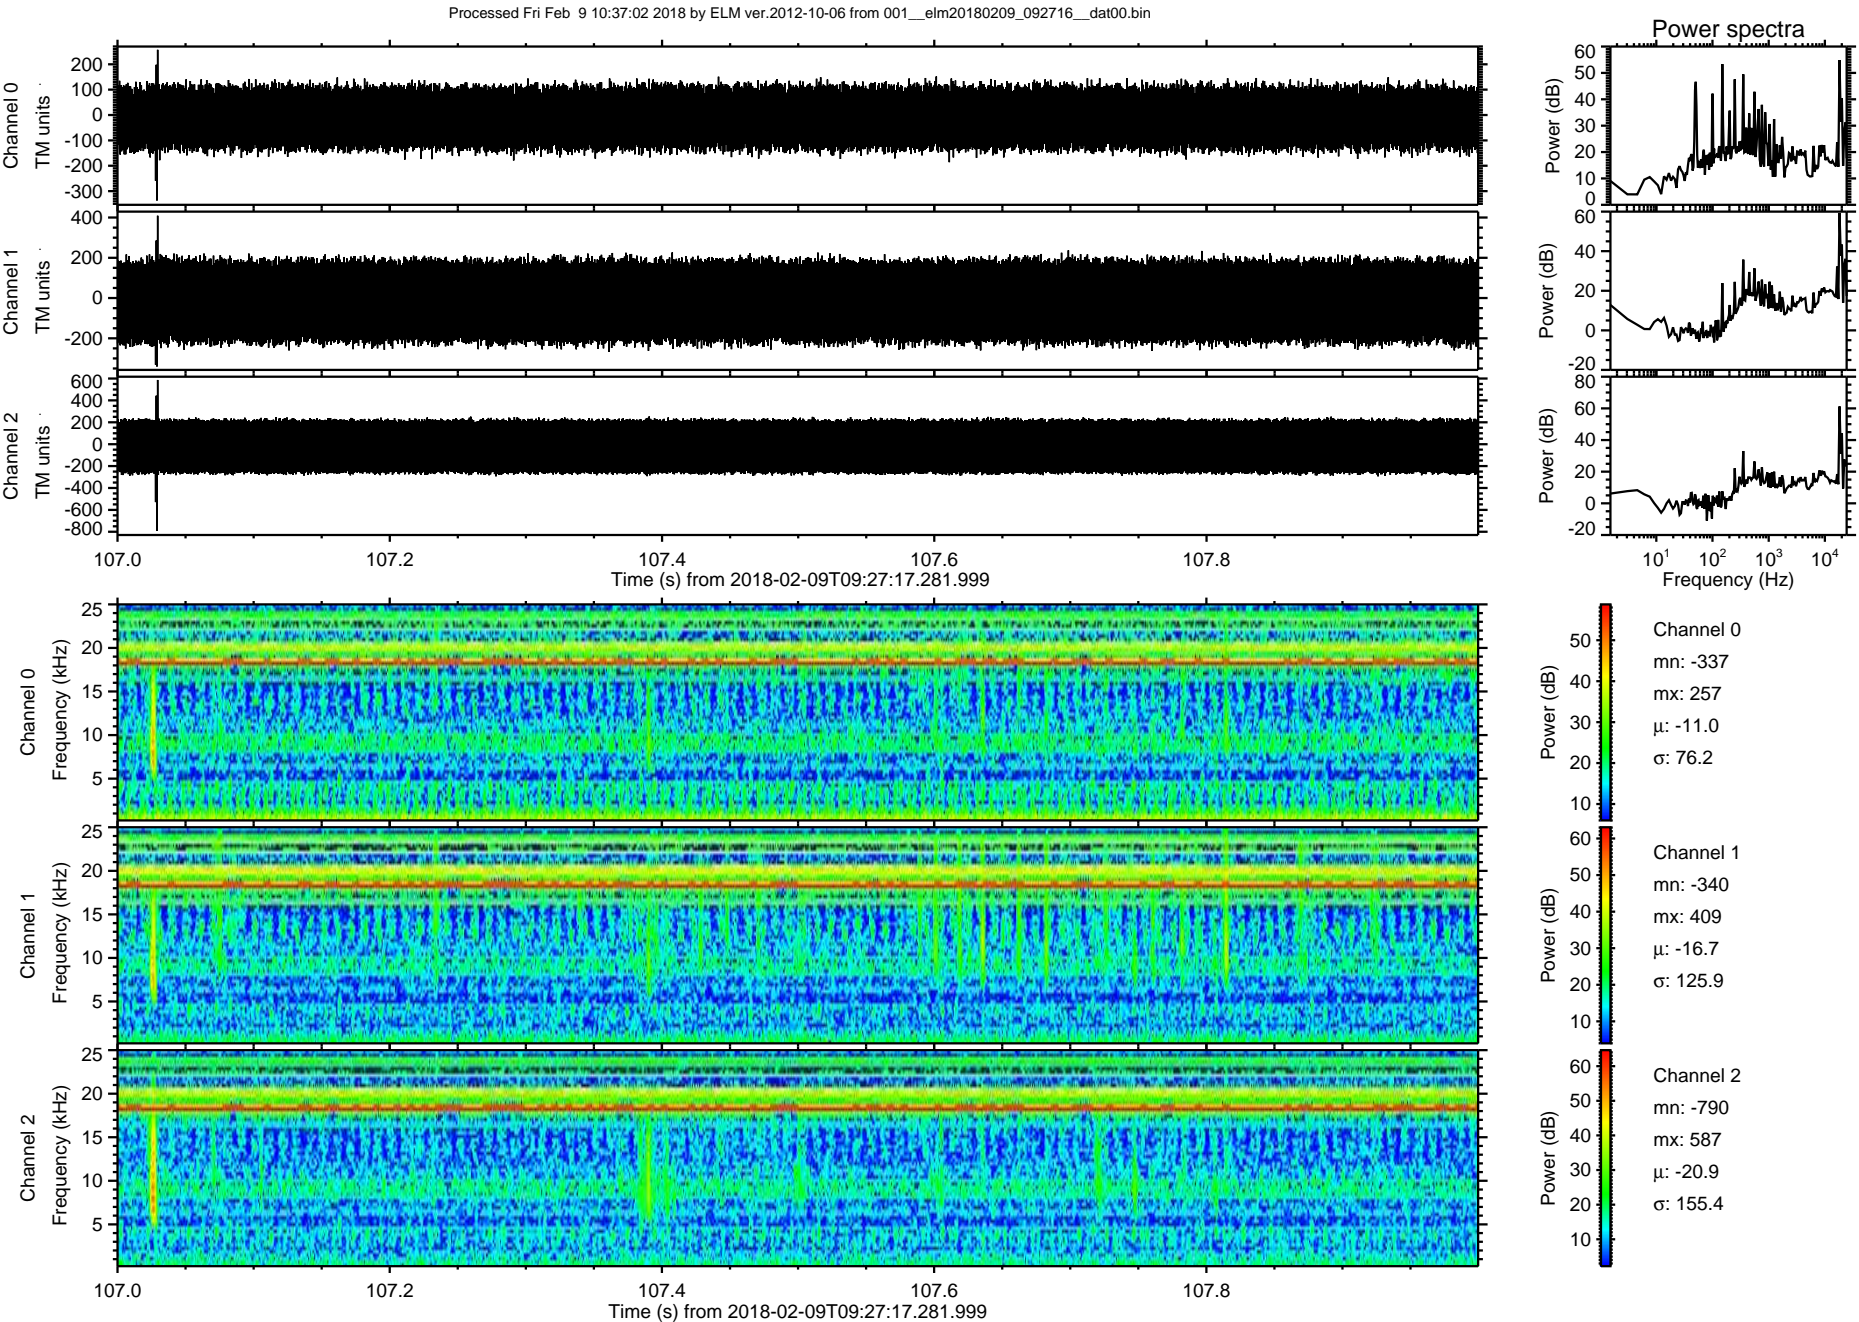 Processed Fri Feb  9 10:37:02 2018 by ELM ver.2012-10-06 from 001__elm20180209_092716__dat00.bin
Power spectra
Channel 0
TM units
200
100
0
-100
-200
-300
Power (dB)
60
50
40
30
20
10
0
Channel 1
TM units
400
200
0
-200
Power (dB)
60
40
20
0
-20
Channel 2
TM units
600
400
200
0
-200
-400
-600
-800
Power (dB)
80
60
40
20
0
-20
107.0 107.2 107.4 107.6 107.8
Time (s) from 2018-02-09T09:27:17.281.999
10^1 10^2 10^3 10^4
Frequency (Hz)
Channel 0
Frequency (kHz)
25
20
15
10
5
Power (dB)
50
40
30
20
10
Channel 0
mn: -337
mx: 257
μ: -11.0
σ: 76.2
Channel 1
Frequency (kHz)
25
20
15
10
5
Power (dB)
60
50
40
30
20
10
Channel 1
mn: -340
mx: 409
μ: -16.7
σ: 125.9
Channel 2
Frequency (kHz)
25
20
15
10
5
Power (dB)
60
50
40
30
20
10
Channel 2
mn: -790
mx: 587
μ: -20.9
σ: 155.4
107.0 107.2 107.4 107.6 107.8
Time (s) from 2018-02-09T09:27:17.281.999